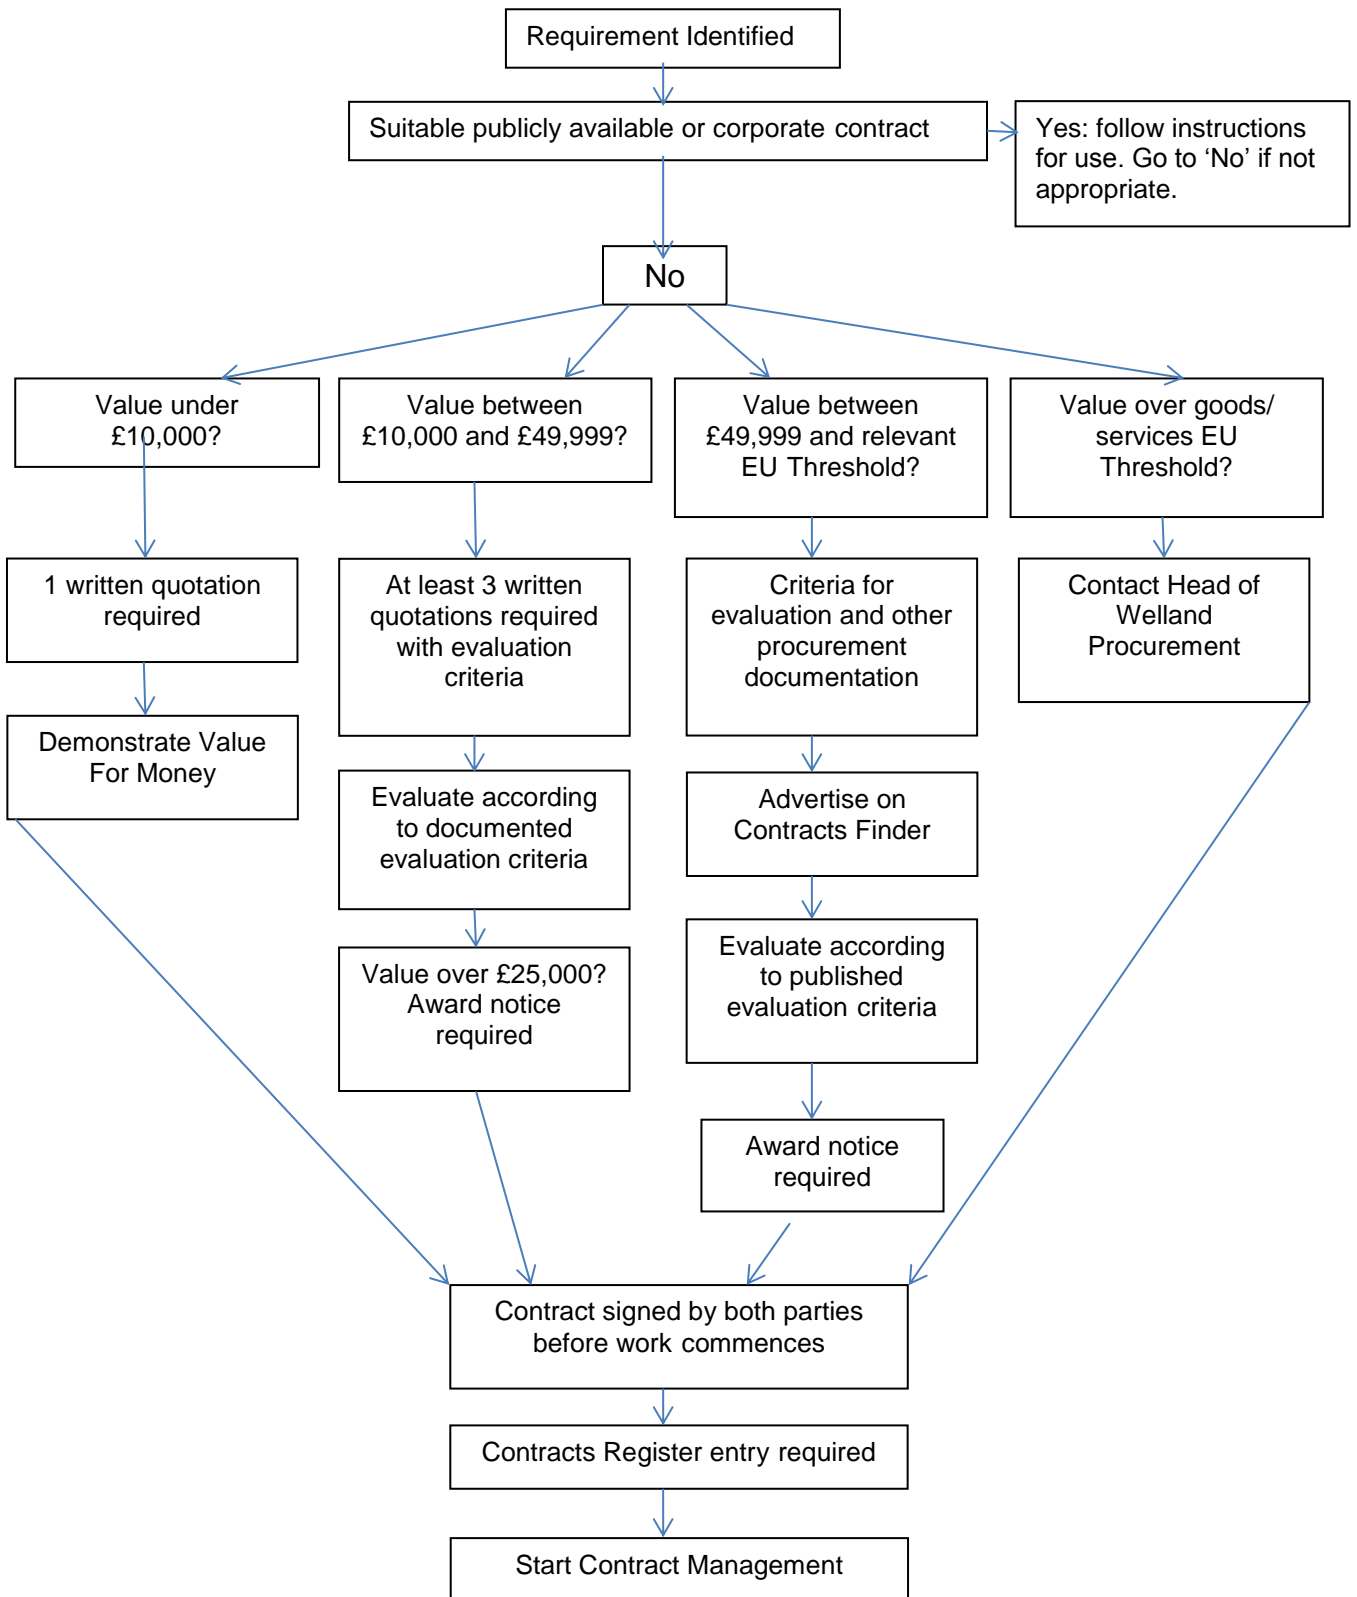 Requirement Identified
Suitable publicly available or corporate contract
Yes: follow instructions
for use. Go to ‘No’ if not
appropriate.
No
Value under
£10,000?
Value between
£10,000 and £49,999?
Value between
£49,999 and relevant
EU Threshold?
Value over goods/
services EU
Threshold?
1 written quotation
required
At least 3 written
quotations required
with evaluation
criteria
Criteria for
evaluation and other
procurement
documentation
Contact Head of
Welland
Procurement
Demonstrate Value
For Money
Evaluate according
to documented
evaluation criteria
Advertise on
Contracts Finder
Value over £25,000?
Award notice
required
Evaluate according
to published
evaluation criteria
Award notice
required
Contract signed by both parties
before work commences
Contracts Register entry required
Start Contract Management